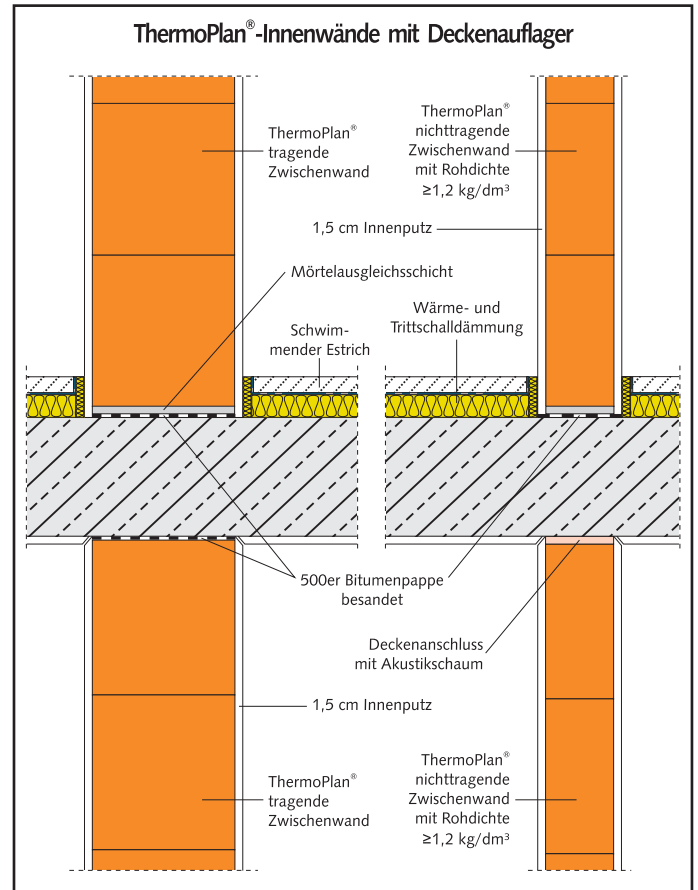 ThermoPlan®-Innenwände mit Deckenauflager
ThermoPlan®
tragende
Zwischenwand
ThermoPlan®
nichttragende
Zwischenwand
mit Rohdichte
≥1,2 kg/dm³
1,5 cm Innenputz
Mörtelausgleichsschicht
Wärme- und
Trittschalldämmung
Schwim-
mender Estrich
500er Bitumenpappe
besandet
Deckenanschluss
mit Akustikschaum
1,5 cm Innenputz
ThermoPlan®
tragende
Zwischenwand
ThermoPlan®
nichttragende
Zwischenwand
mit Rohdichte
≥1,2 kg/dm³